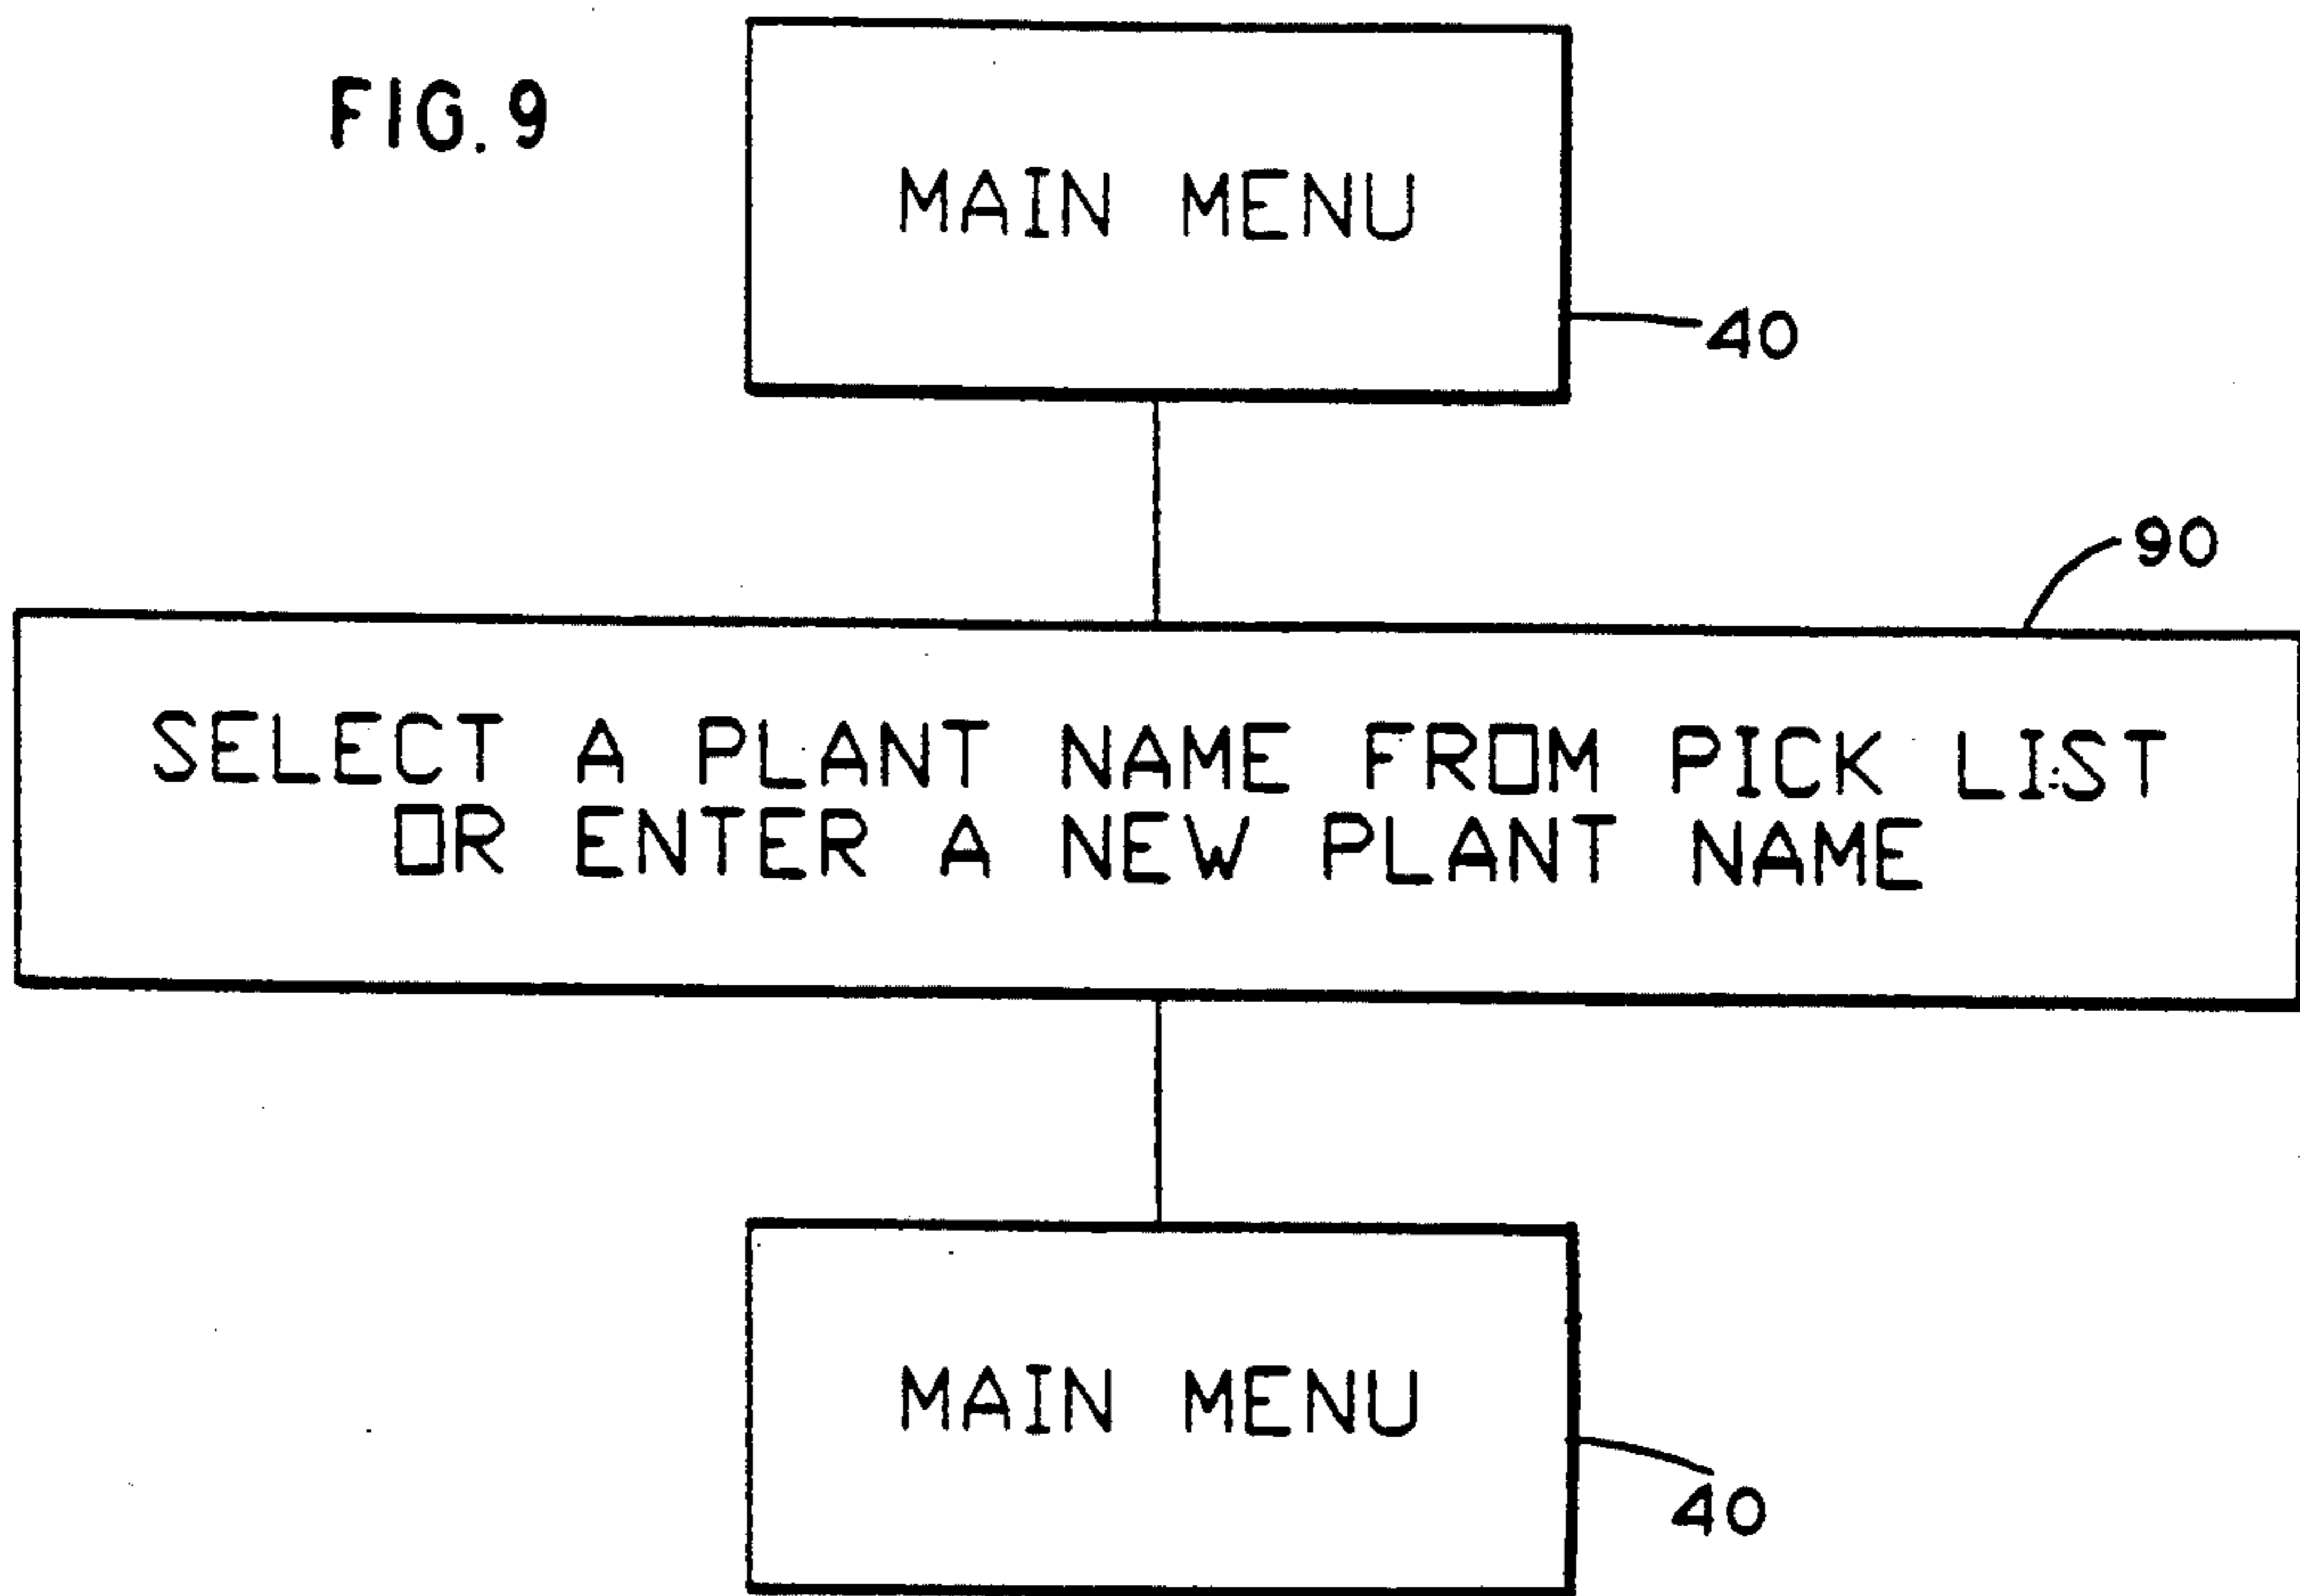 FIG. 9
MAIN MENU
40
90
SELECT A PLANT NAME FROM PICK LIST
OR ENTER A NEW PLANT NAME
MAIN MENU
40